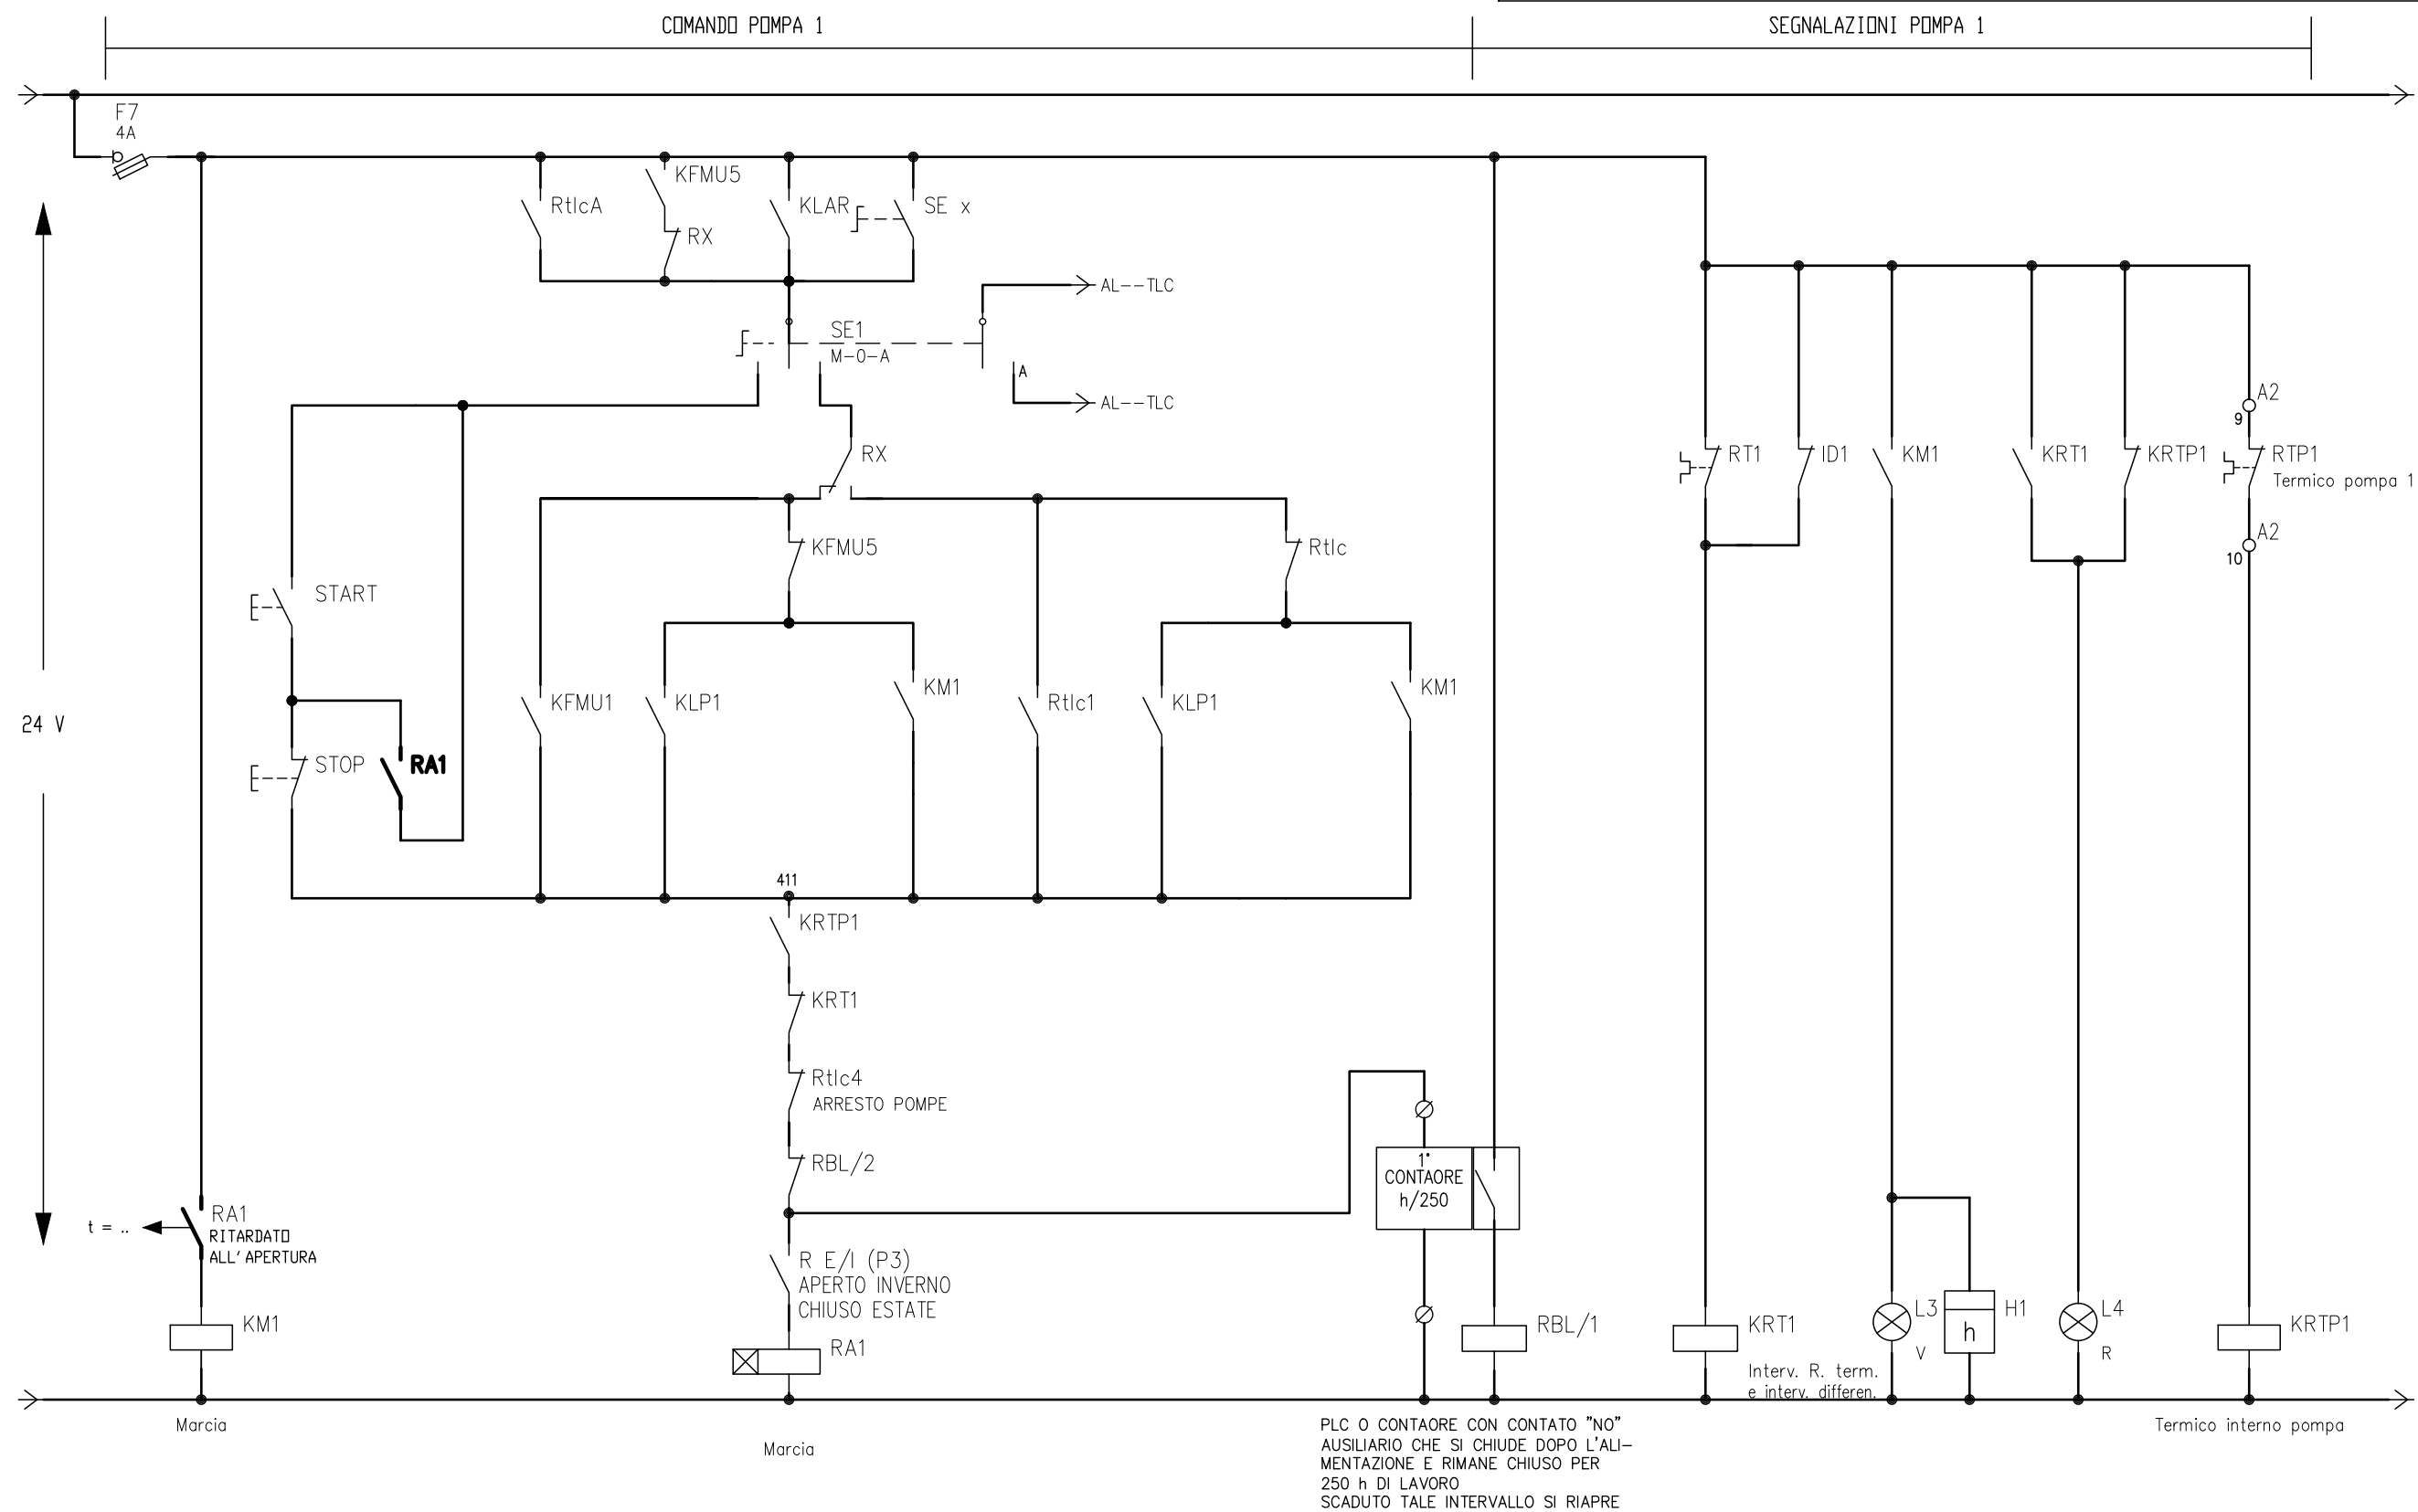 COMANDO POMPA 1
SEGNALAZIONI POMPA 1
F7
4A
KFMU5
RtlcA
KLAR
SE x
RX
AL--TLC
SE1
M-0-A
A
AL--TLC
A2
9
RX
RT1
ID1
KM1
KRT1
KRTP1
RTP1
Termico pompa 1
KFMU5
Rtlc
A2
10
START
24 V
KFMU1
KLP1
KM1
Rtlc1
KLP1
KM1
STOP
RA1
411
KRTP1
KRT1
Rtlc4
ARRESTO POMPE
RBL/2
1°
CONTAORE
h/250
t = ..
RA1
RITARDATO
ALL' APERTURA
R E/I (P3)
APERTO INVERNO
CHIUSO ESTATE
KM1
RA1
RBL/1
KRT1
L3
V
H1
h
L4
R
KRTP1
Interv. R. term.
e interv. differen.
Marcia
Marcia
PLC O CONTAORE CON CONTATO "NO"
AUSILIARIO CHE SI CHIUDE DOPO L'ALI-
MENTAZIONE E RIMANE CHIUSO PER
250 h DI LAVORO
SCADUTO TALE INTERVALLO SI RIAPRE
Termico interno pompa